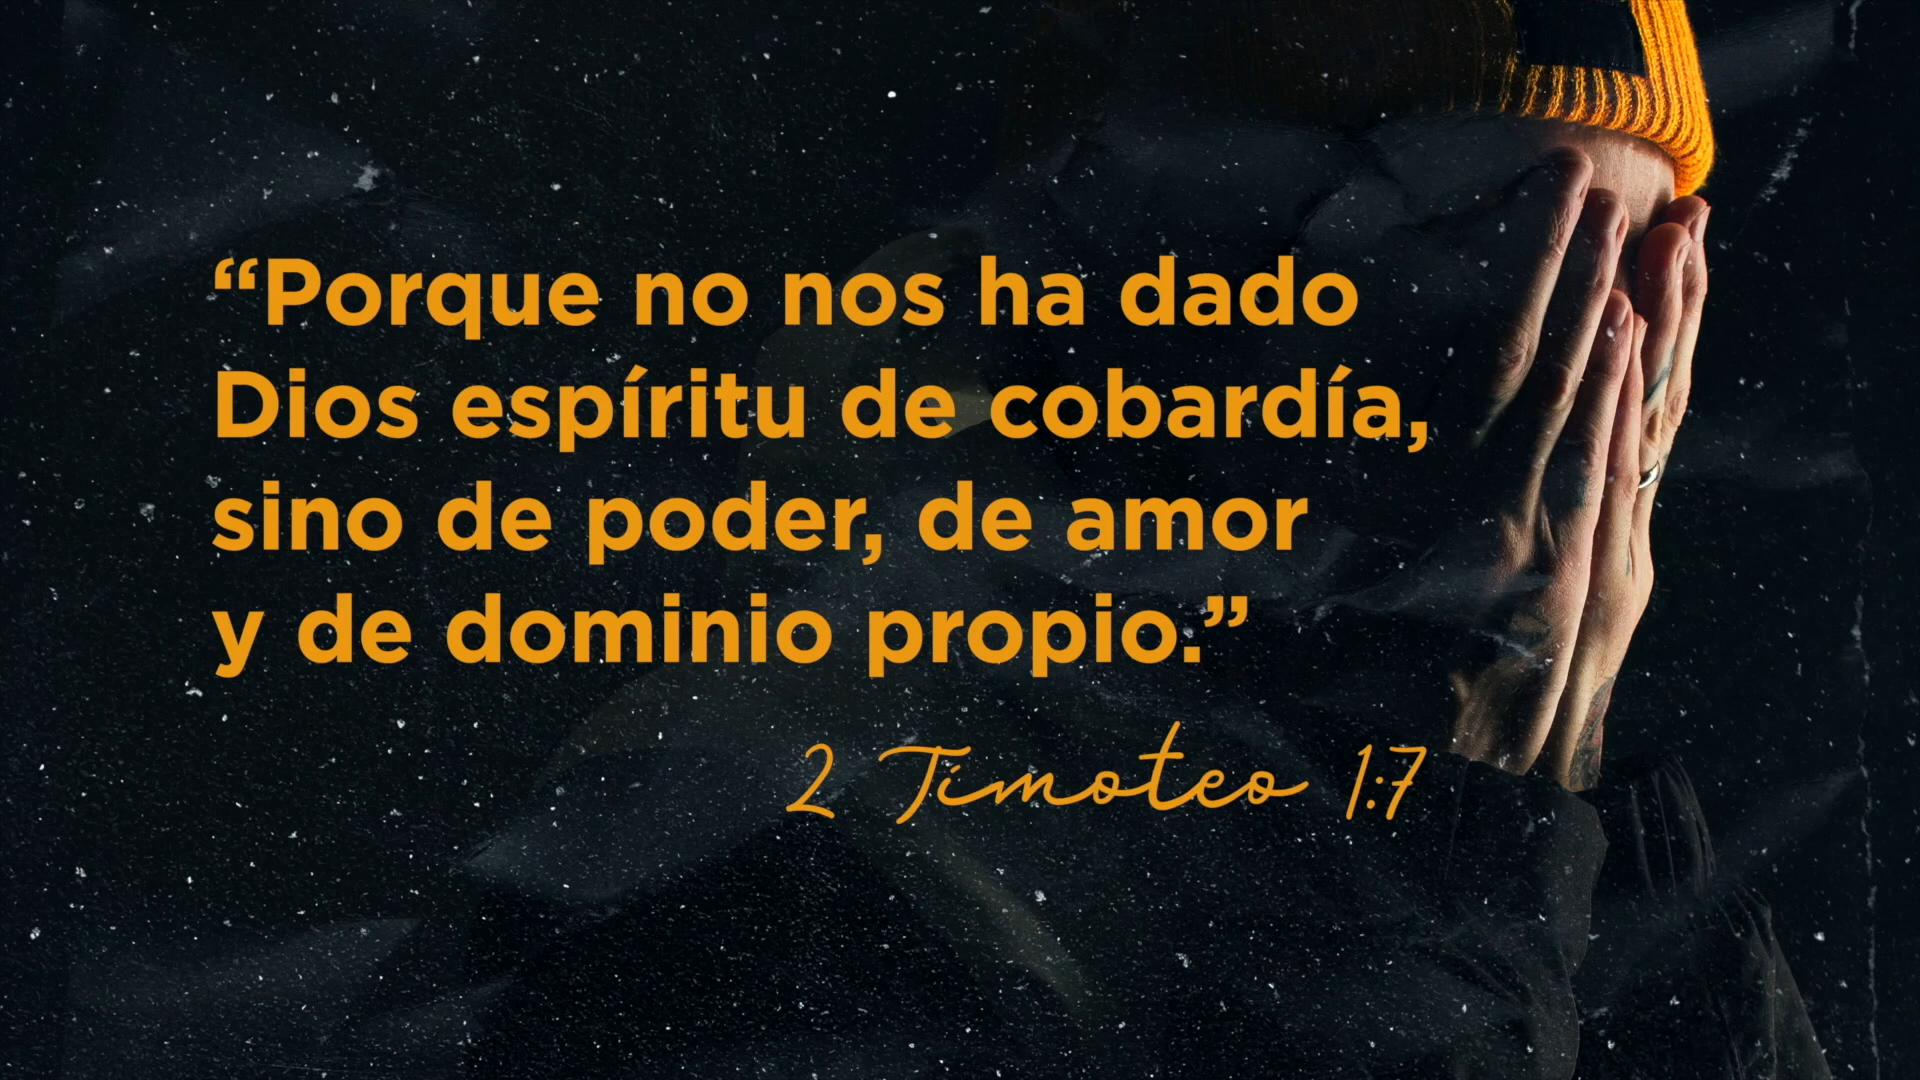 “Porque no nos ha dado
Dios espíritu de cobardía,
sino de poder, de amor
y de dominio propio.”
2 Timoteo 1:7